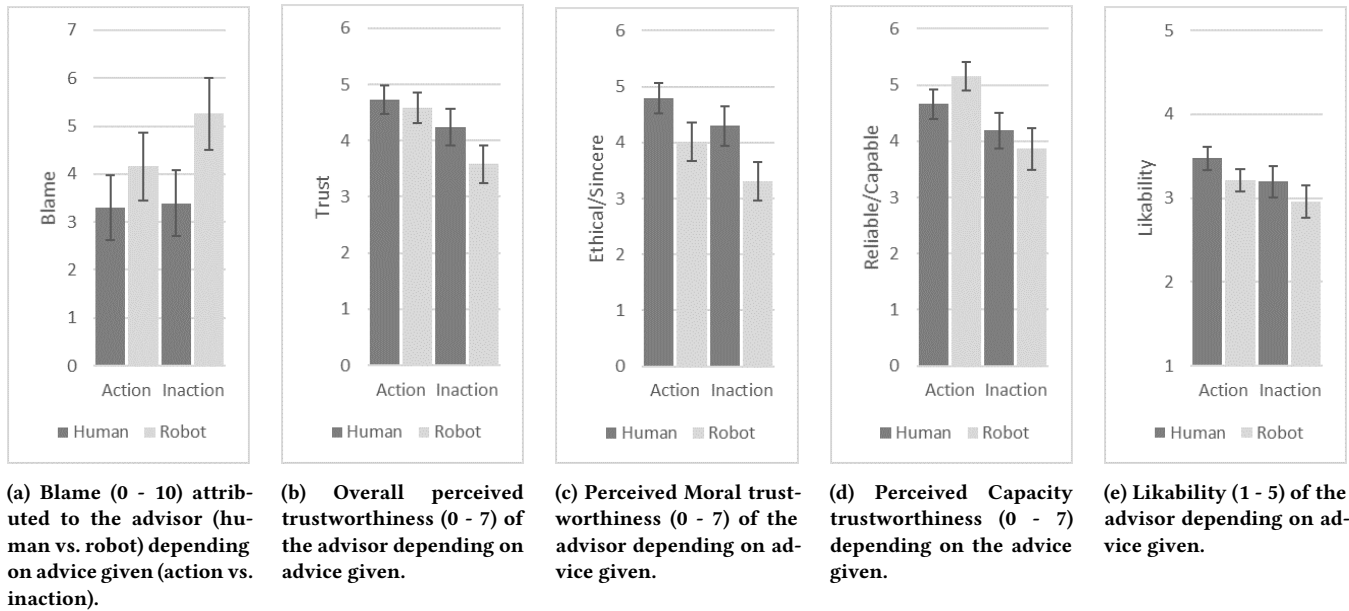 7
6
5
4
3
2
1
0
Blame
Action Inaction
Human Robot
6
5
4
3
2
1
0
Trust
Action Inaction
Human Robot
6
5
4
3
2
1
0
Ethical/Sincere
Action Inaction
Human Robot
6
5
4
3
2
1
0
Reliable/Capable
Action Inaction
Human Robot
5
4
3
2
1
Likability
Action Inaction
Human Robot
(a) Blame (0 - 10) attrib-
uted to the advisor (hu-
man vs. robot) depending
on advice given (action vs.
inaction).
(b) Overall perceived
trustworthiness (0 - 7) of
the advisor depending on
advice given.
(c) Perceived Moral trust-
worthiness (0 - 7) of the
advisor depending on ad-
vice given.
(d) Perceived Capacity
trustworthiness (0 - 7)
depending on the advice
given.
(e) Likability (1 - 5) of the
advisor depending on ad-
vice given.